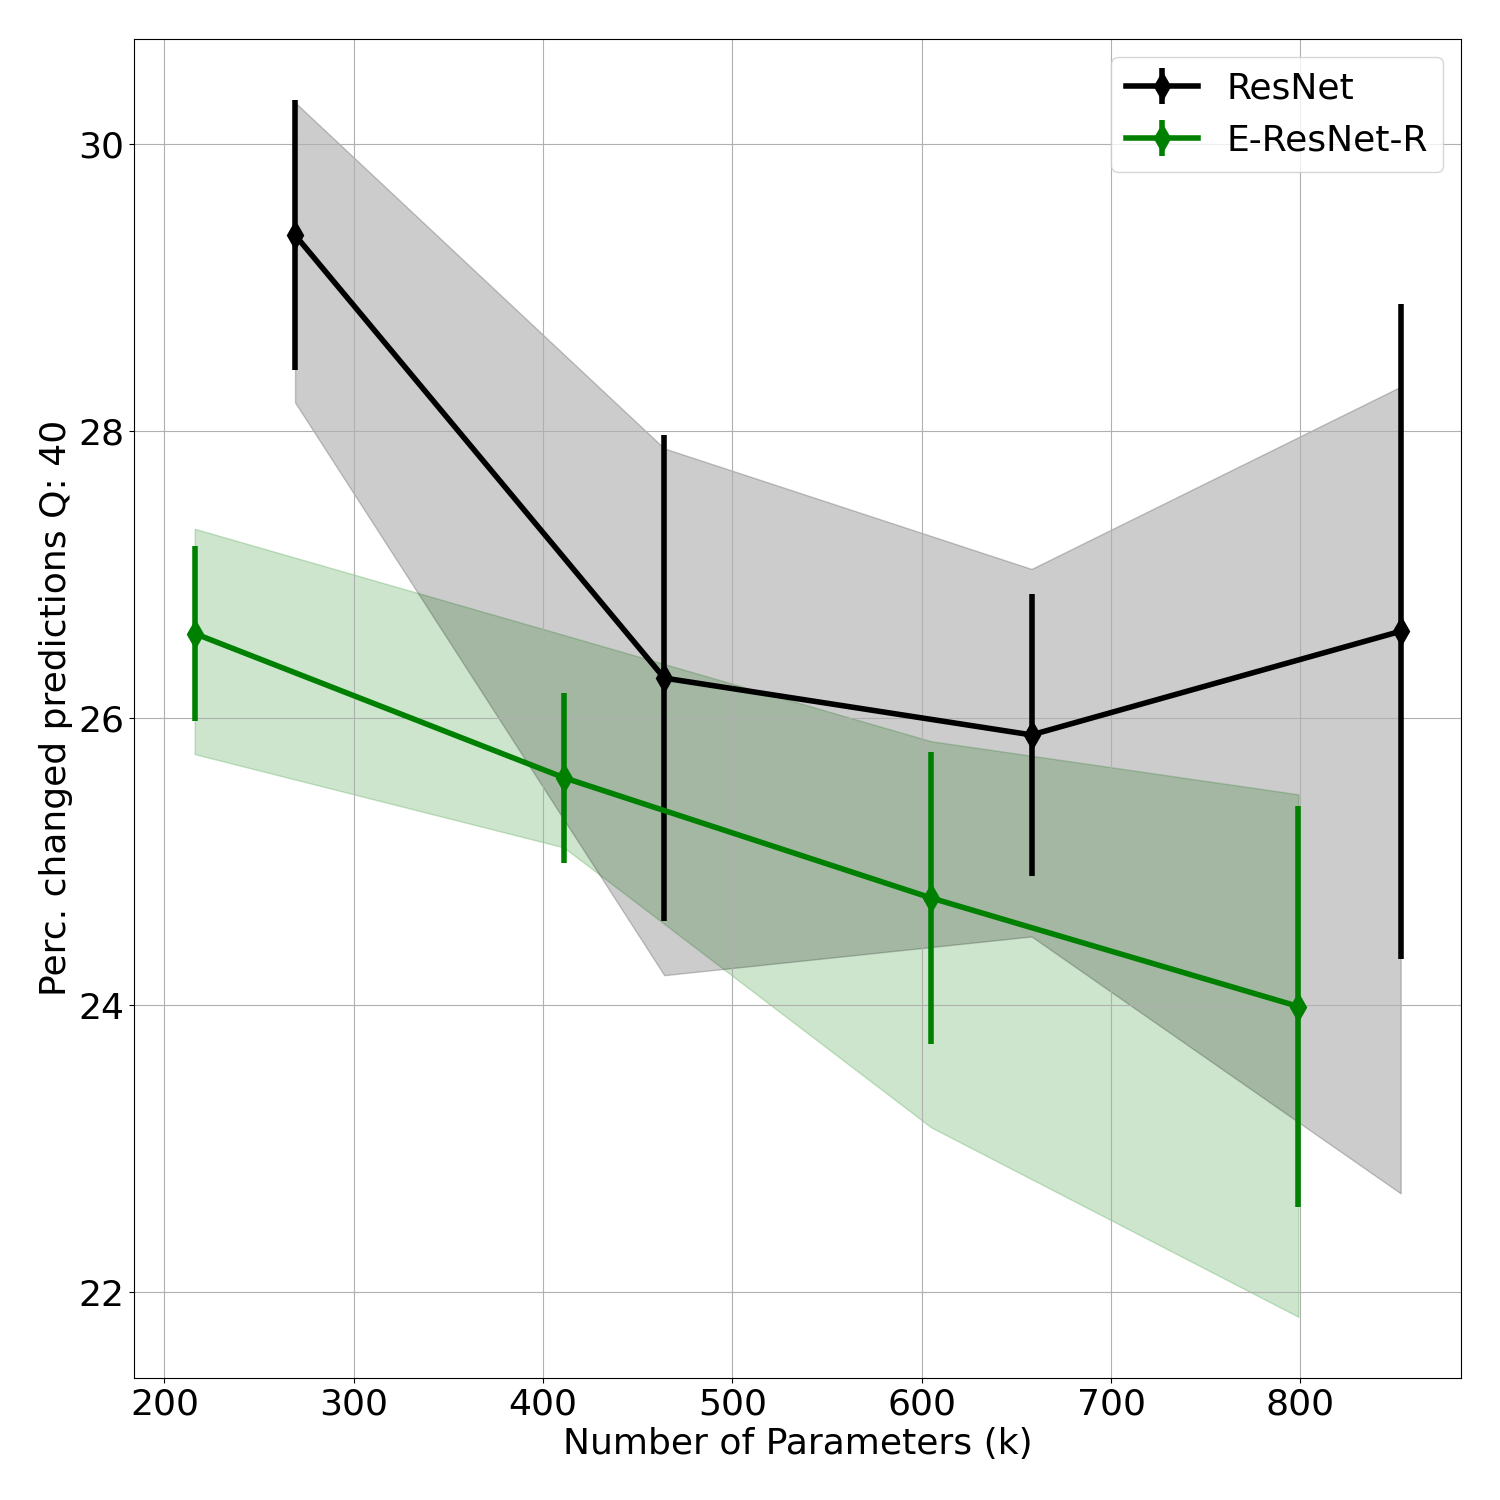 ResNet
E-ResNet-R
Perc. changed predictions Q: 40
30
28
26
24
22
200 300 400 500 600 700 800
Number of Parameters (k)